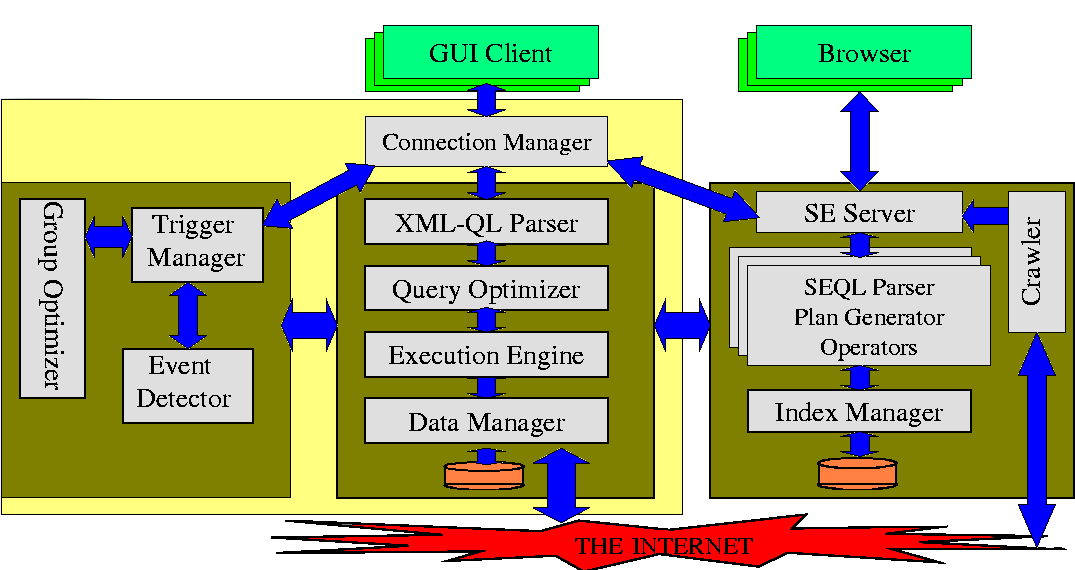 GUI Client
Browser
Connection Manager
Group Optimizer
Trigger
Manager
Event
Detector
XML-QL Parser
Query Optimizer
Execution Engine
Data Manager
SE Server
SEQL Parser
Plan Generator
Operators
Index Manager
Crawler
THE INTERNET